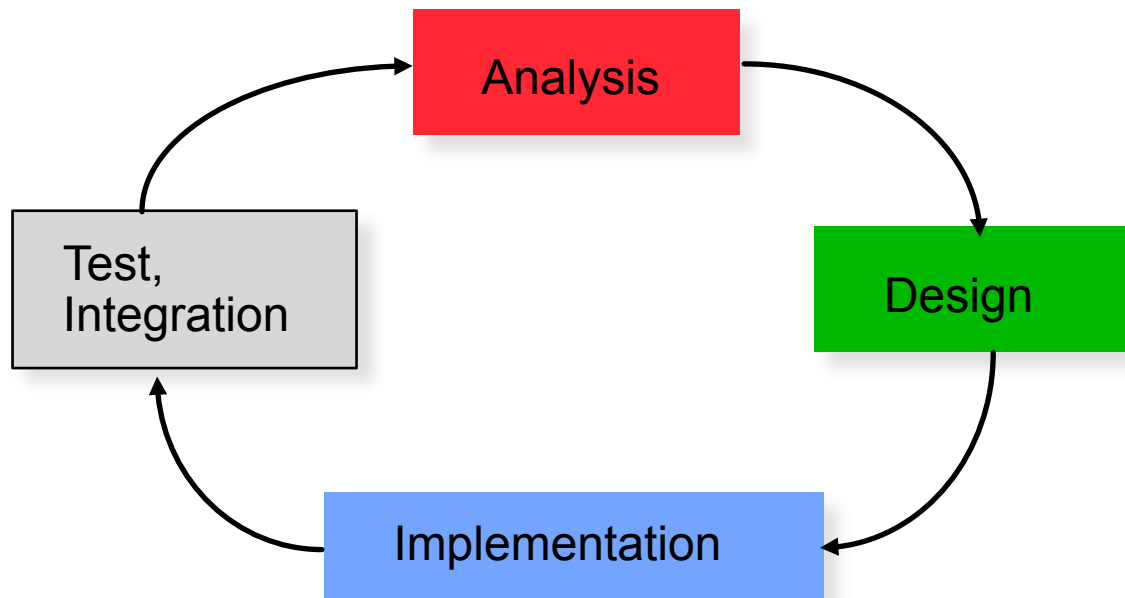 Analysis
Test,
Integration
Design
Implementation